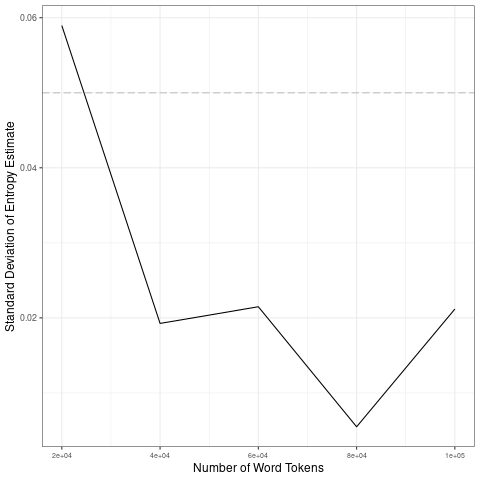 Standard Deviation of Entropy Estimate
0.06
0.04
0.02
2e+04 4e+04 6e+04 8e+04 1e+05
Number of Word Tokens